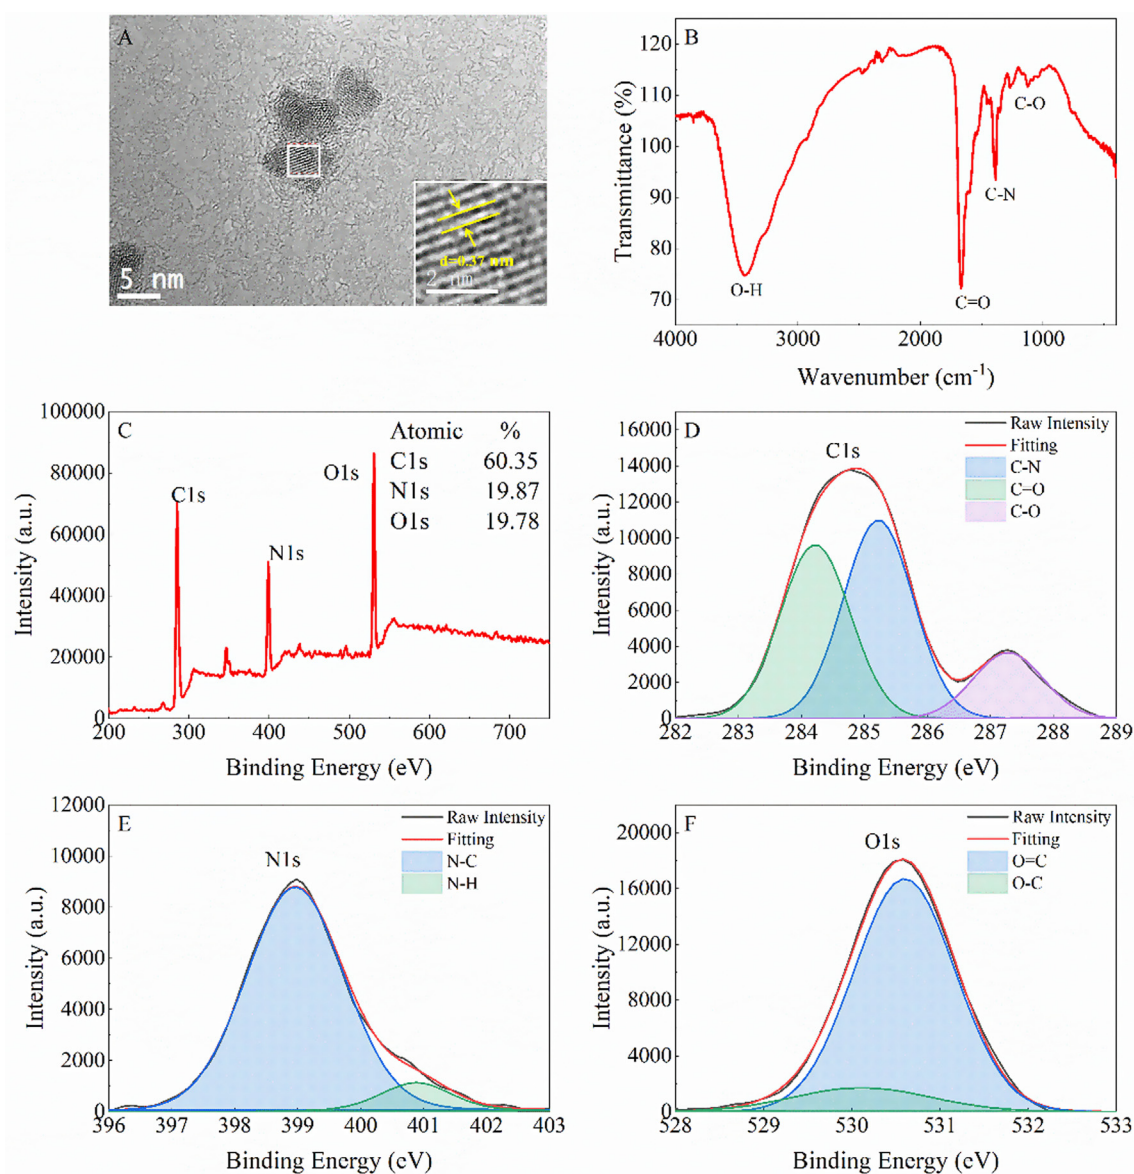 A
5 nm
d=0.37 nm
2 nm
B
120
110
100
90
80
70
Transmittance (%)
O-H
C=O
C-N
C-O
4000 3000 2000 1000
Wavenumber (cm-1)
C
100000
80000
60000
40000
20000
0
Intensity (a.u.)
C1s
N1s
O1s
Atomic %
C1s 60.35
N1s 19.87
O1s 19.78
200 300 400 500 600 700
Binding Energy (eV)
D
16000
14000
12000
10000
8000
6000
4000
2000
0
Intensity (a.u.)
C1s
Raw Intensity
Fitting
C-N
C=O
C-O
282 283 284 285 286 287 288 289
Binding Energy (eV)
E
12000
10000
8000
6000
4000
2000
0
Intensity (a.u.)
N1s
Raw Intensity
Fitting
N-C
N-H
396 397 398 399 400 401 402 403
Binding Energy (eV)
F
20000
16000
12000
8000
4000
0
Intensity (a.u.)
O1s
Raw Intensity
Fitting
O=C
O-C
528 529 530 531 532 533
Binding Energy (eV)